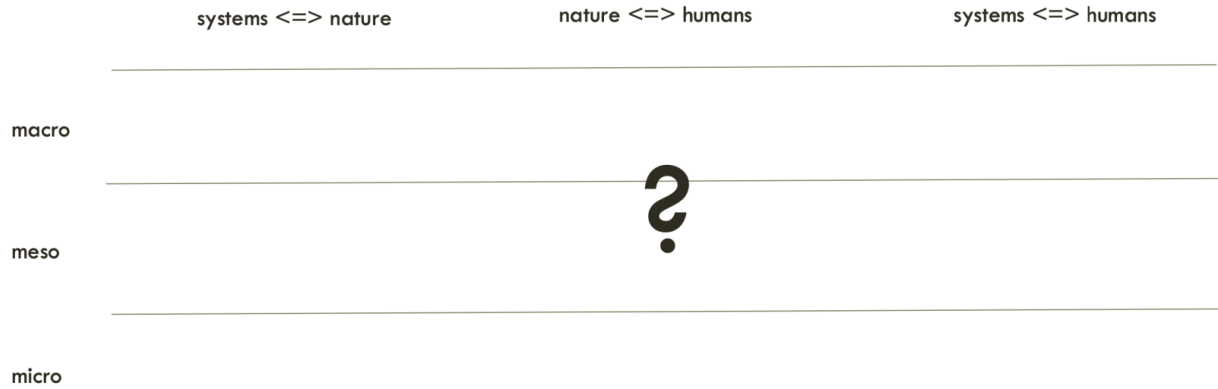 systems <=> nature
nature <=> humans
systems <=> humans
macro
?
meso
micro